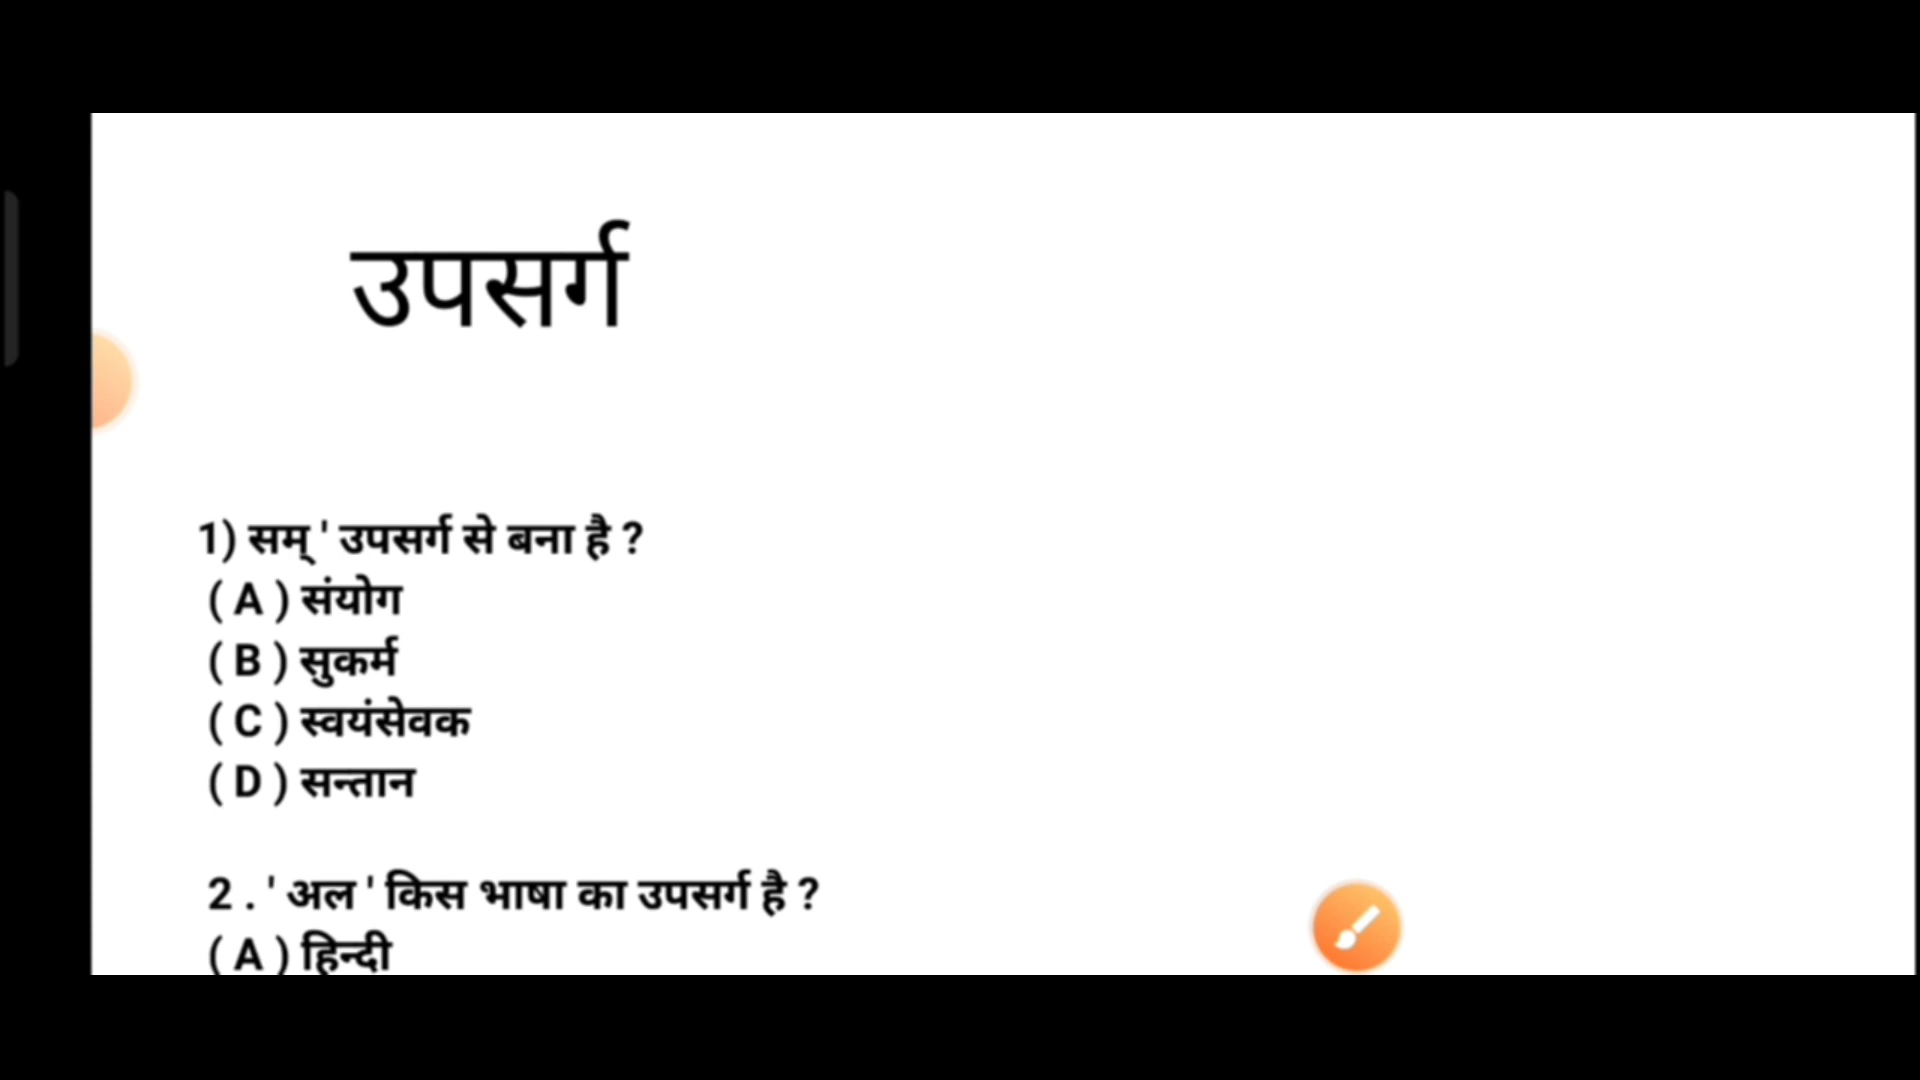 उपसर्ग
1) सम् ' उपसर्ग से बना है ?
( A ) संयोग
( B ) सुकर्म
( C ) स्वयंसेवक
( D ) सन्तान
2 . ' अल ' किस भाषा का उपसर्ग है ?
( A ) हिन्दी